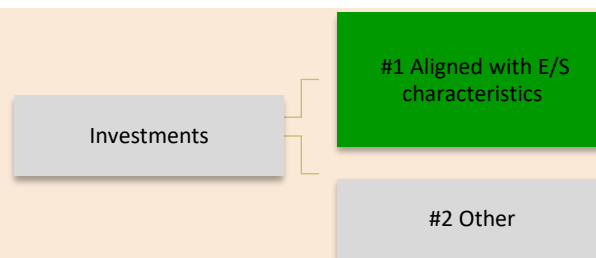 #1 Aligned with E/S
characteristics
Investments
#2 Other